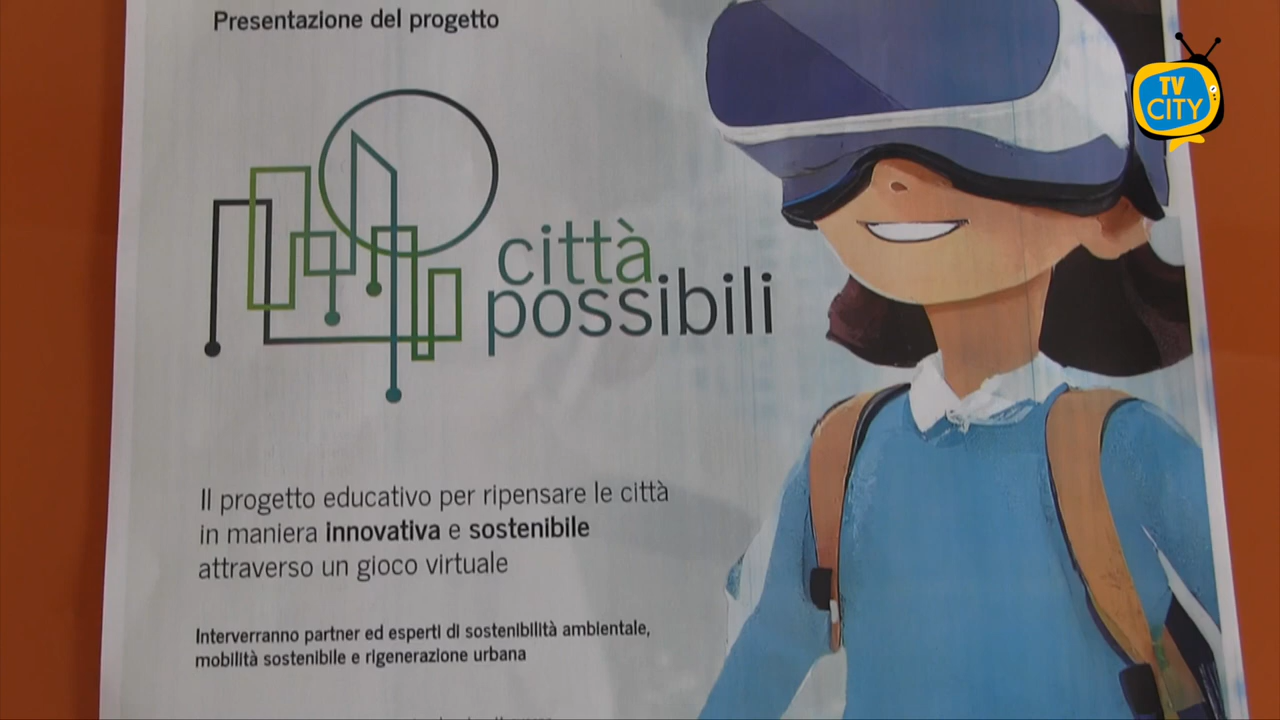 Presentazione del progetto
TV
CITY
città
possibili
Il progetto educativo per ripensare le città
in maniera innovativa e sostenibile
attraverso un gioco virtuale
Interverranno partner ed esperti di sostenibilità ambientale,
mobilità sostenibile e rigenerazione urbana